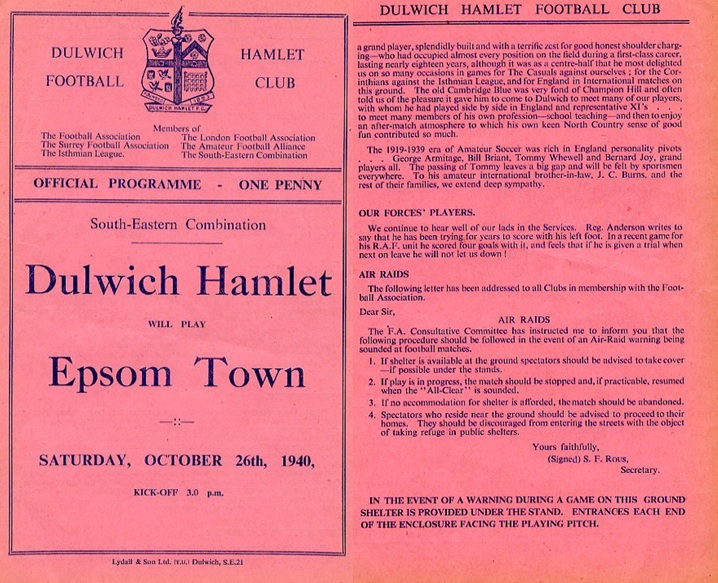 DULWICH
FOOTBALL
HAMLET
CLUB
DULWICH HAMLET F.C.
Members of
The Football Association
The Surrey Football Association
The Isthmian League.
The London Football Association
The Amateur Football Alliance
The South-Eastern Combination
OFFICIAL PROGRAMME - ONE PENNY
South-Eastern Combination
Dulwich Hamlet
WILL PLAY
Epsom Town
—::—
SATURDAY, OCTOBER 26th, 1940,
KICK-OFF 3.0 p.m.
Lydall & Son Ltd. (T.U.) Dulwich, S.E.21
DULWICH HAMLET FOOTBALL CLUB
a grand player, splendidly built and with a terrific zest for good honest shoulder charg-
ing—who had occupied almost every position on the field during a first-class career.
lasting nearly eighteen years, although it was as a centre-half that he most delighted
us on so many occasions in games for The Casuals against ourselves ; for the Cor-
inthians against the Isthmian League, and for England in International matches on
this ground. The old Cambridge Blue was very fond of Champion Hill and often
told us of the pleasure it gave him to come to Dulwich to meet many of our players,
with whom he had played side by side in England and representative XI's . . . .
to meet many members of his own profession—school teaching—and then to enjoy
an after-match atmosphere to which his own keen North Country sense of good
fun contributed so much.
The 1919-1939 era of Amateur Soccer was rich in England personality pivots
. . . . George Armitage, Bill Briant, Tommy Whewell and Bernard Joy, grand
players all. The passing of Tommy leaves a big gap and will be felt by sportsmen
everywhere. To his amateur international brother-in-law, J. C. Burns, and the
rest of their families, we extend deep sympathy.
OUR FORCES' PLAYERS.
We continue to hear well of our lads in the Services. Reg. Anderson writes to
say that he has been trying for years to score with his left foot. In a recent game for
his R.A.F. unit he scored four goals with it, and feels that if he is given a trial when
next on leave he will not let us down !
AIR RAIDS
The following letter has been addressed to all Clubs in membership with the Foot-
ball Association.
Dear Sir,
AIR RAIDS
The F.A. Consultative Committee has instructed me to inform you that the
following procedure should be followed in the event of an Air-Raid warning being
sounded at football matches.
1. If shelter is available at the ground spectators should be advised to take cover
—if possible under the stands.
2. If play is in progress, the match should be stopped and, if practicable, resumed
when the "All-Clear" is sounded.
3. If no accommodation for shelter is afforded, the match should be abandoned.
4. Spectators who reside near the ground should be advised to proceed to their
homes. They should be discouraged from entering the streets with the object
of taking refuge in public shelters.
Yours faithfully,
(Signed) S. F. ROUS,
Secretary.
IN THE EVENT OF A WARNING DURING A GAME ON THIS GROUND
SHELTER IS PROVIDED UNDER THE STAND. ENTRANCES EACH END
OF THE ENCLOSURE FACING THE PLAYING PITCH.